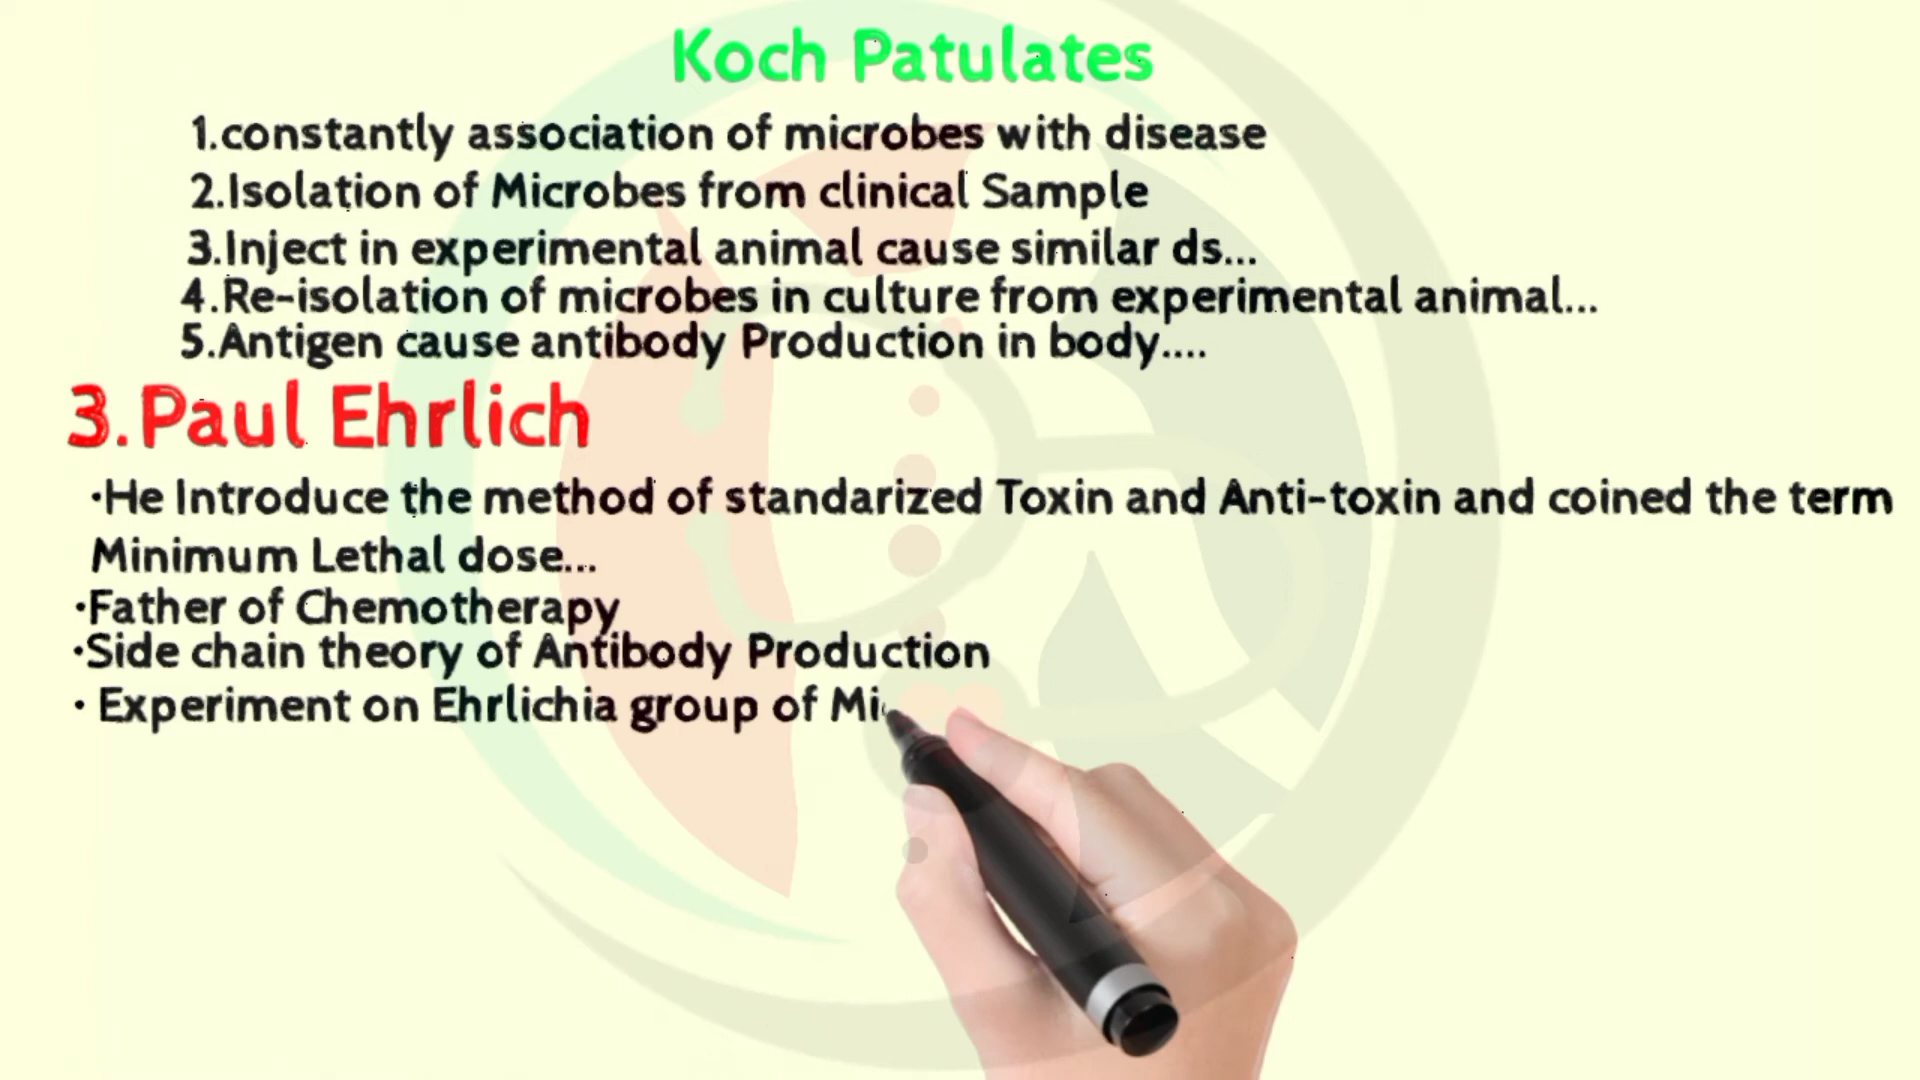 Koch Patulates
1.constantly association of microbes with disease
2.Isolation of Microbes from clinical Sample
3.Inject in experimental animal cause similar ds...
4.Re-isolation of microbes in culture from experimental animal...
5.Antigen cause antibody Production in body....
3.Paul Ehrlich
•He Introduce the method of standarized Toxin and Anti-toxin and coined the term
Minimum Lethal dose...
•Father of Chemotherapy
•Side chain theory of Antibody Production
• Experiment on Ehrlichia group of Mi